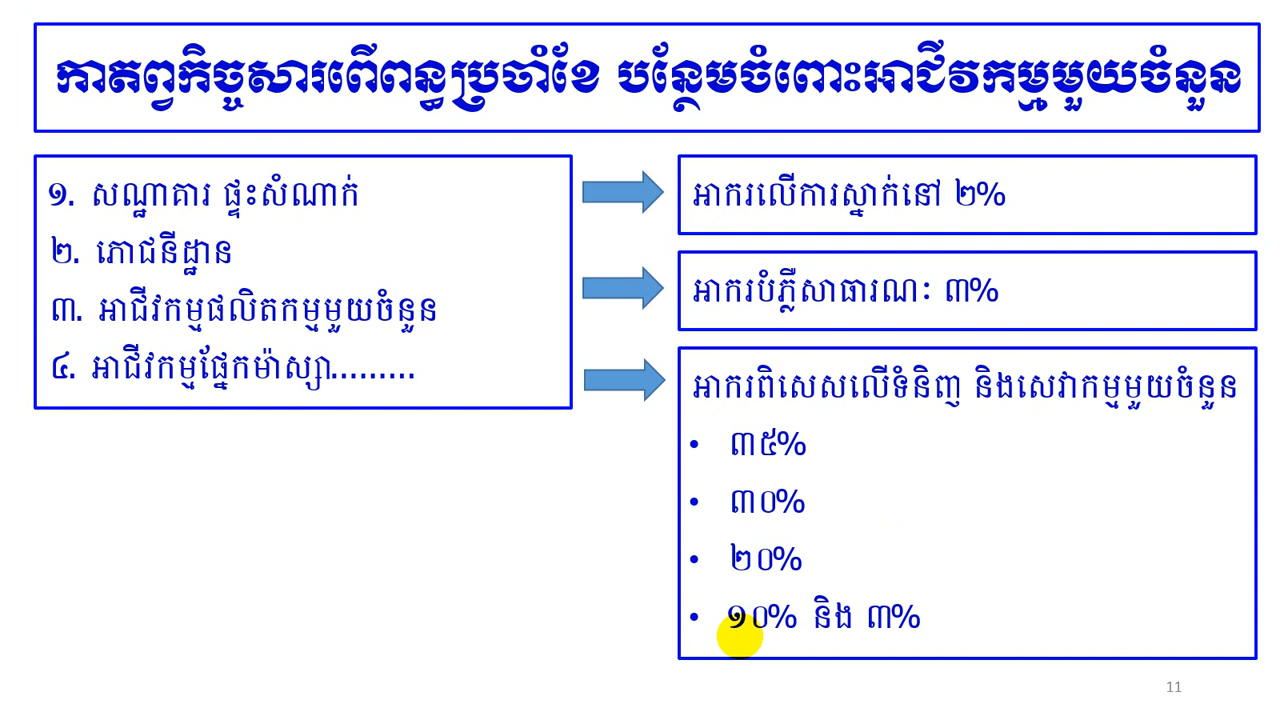 កាតព្វកិច្ចសារពើពន្ធប្រចាំខែ បន្ថែមចំពោះអាជីវកម្មមួយចំនួន
១. សណ្ឋាគារ ផ្ទះសំណាក់
២. ភោជនីដ្ឋាន
៣. អាជីវកម្មផលិតកម្មមួយចំនួន
៤. អាជីវកម្មផ្នែកម៉ាស្សា.........
អាករលើការស្នាក់នៅ ២%
អាករបំភ្លឺសាធារណៈ ៣%
អាករពិសេសលើទំនិញ និងសេវាកម្មមួយចំនួន
• ៣៥%
• ៣០%
• ២០%
• ១០% និង ៣%
11